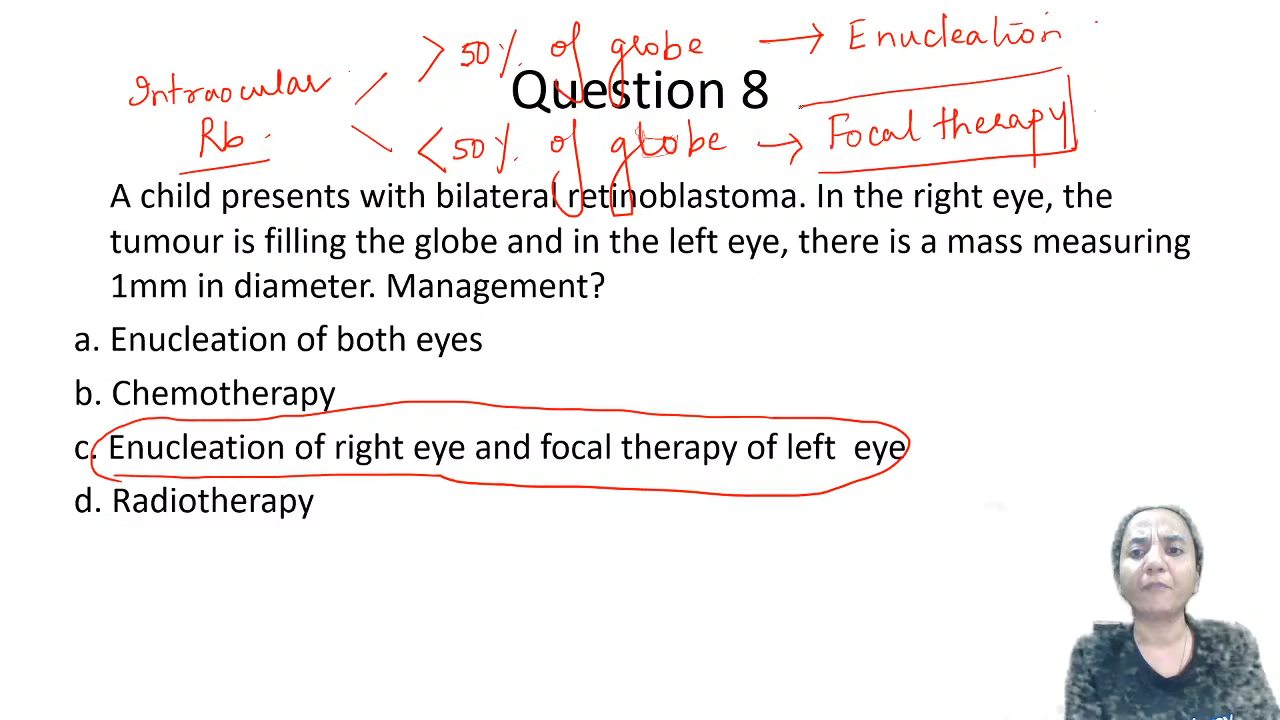 >50% of globe → Enucleation
Intraocular
Rb
Question 8
<50% of globe → Focal therapy
A child presents with bilateral retinoblastoma. In the right eye, the
tumour is filling the globe and in the left eye, there is a mass measuring
1mm in diameter. Management?
a. Enucleation of both eyes
b. Chemotherapy
c. Enucleation of right eye and focal therapy of left eye
d. Radiotherapy